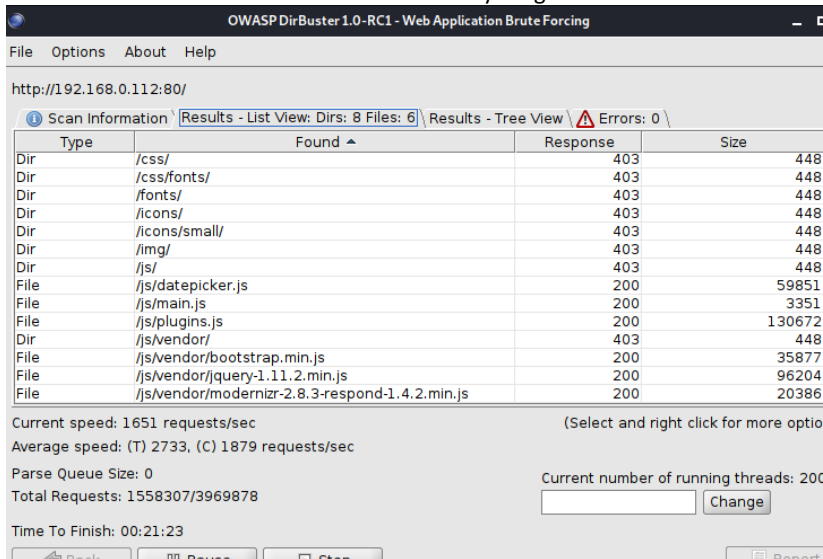 OWASP DirBuster 1.0-RC1 - Web Application Brute Forcing
File Options About Help
http://192.168.0.112:80/
Scan Information Results - List View: Dirs: 8 Files: 6 Results - Tree View Errors: 0
Type Found Response Size
Dir /css/ 403 448
Dir /css/fonts/ 403 448
Dir /fonts/ 403 448
Dir /icons/ 403 448
Dir /icons/small/ 403 448
Dir /img/ 403 448
Dir /js/ 403 448
File /js/datepicker.js 200 59851
File /js/main.js 200 3351
File /js/plugins.js 200 130672
Dir /js/vendor/ 403 448
File /js/vendor/bootstrap.min.js 200 35877
File /js/vendor/jquery-1.11.2.min.js 200 96204
File /js/vendor/modernizr-2.8.3-respond-1.4.2.min.js 200 20386
Current speed: 1651 requests/sec (Select and right click for more optio
Average speed: (T) 2733, (C) 1879 requests/sec
Parse Queue Size: 0
Current number of running threads: 200
Total Requests: 1558307/3969878
Change
Time To Finish: 00:21:23
Back Pause Stop Report